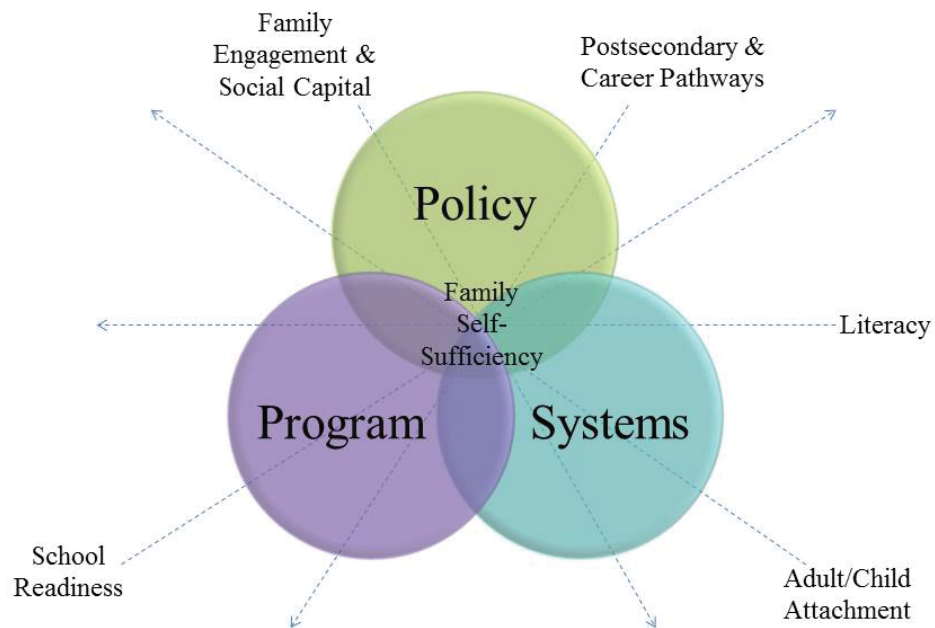 Family
Engagement &
Social Capital
Postsecondary &
Career Pathways
Policy
Family
Self-
Sufficiency
Literacy
Program
Systems
School
Readiness
Adult/Child
Attachment